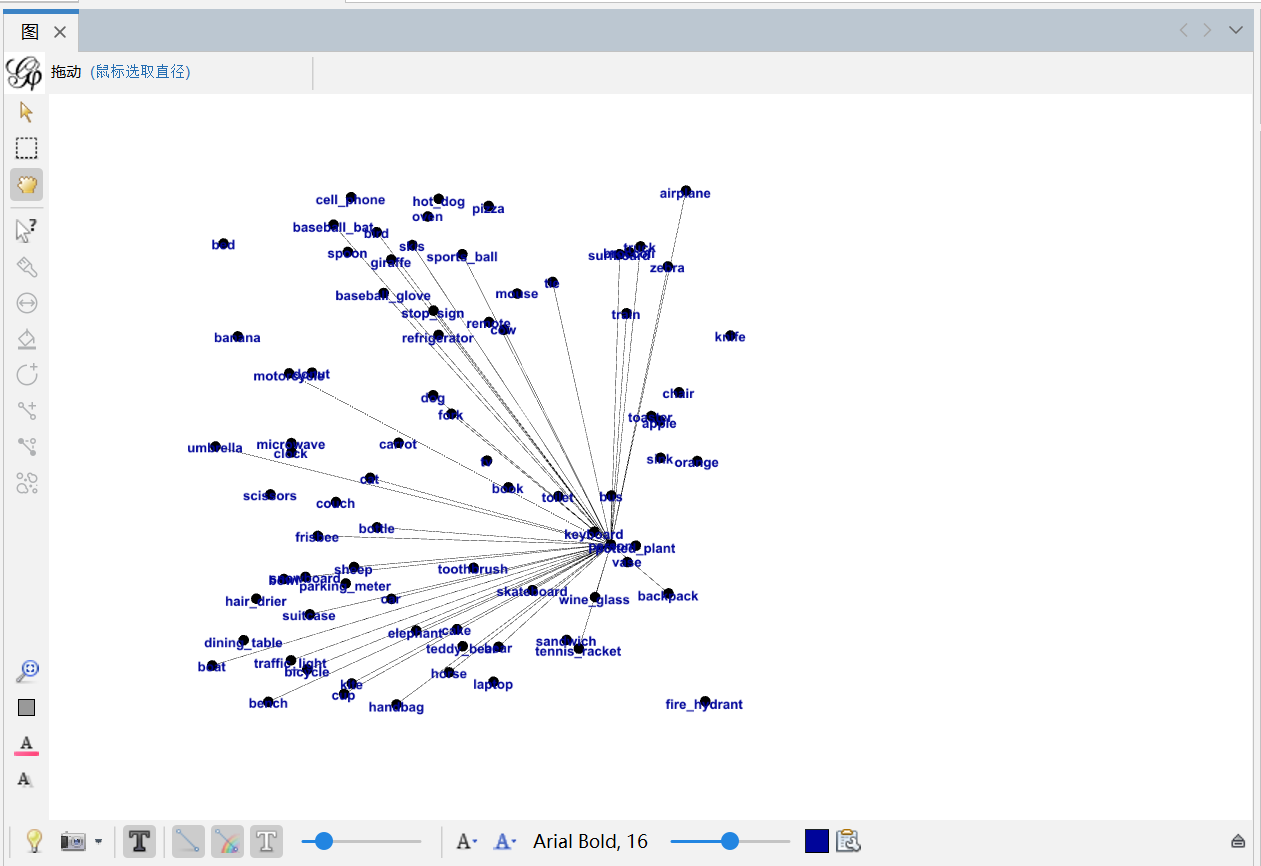 图
拖动 (鼠标选取直径)
airplane
cell_phone
hot_dog
pizza
oven
baseball_bat
bird
bed
skis
spoon
sports_ball
giraffe
truck
surfboard
zebra
tie
mouse
baseball_glove
stop_sign
train
remote
cow
refrigerator
banana
knife
motorcycle
donut
chair
dog
fork
toaster
apple
umbrella
microwave
carrot
clock
tv
sink
orange
cat
book
scissors
couch
toilet
bus
bottle
frisbee
keyboard
person
potted_plant
vase
sheep
toothbrush
snowboard
bowl
parking_meter
skateboard
backpack
hair_drier
car
wine_glass
suitcase
elephant
cake
dining_table
sandwich
teddy_bear
bear
tennis_racket
boat
traffic_light
bicycle
horse
kite
laptop
cup
bench
handbag
fire_hydrant
Arial Bold, 16